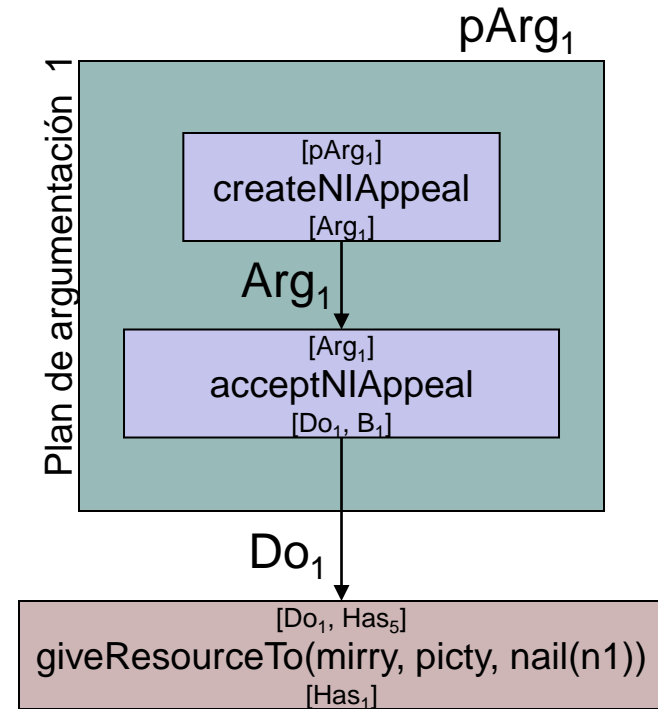 pArg₁
Plan de argumentación 1
[pArg₁]
createNIAppeal
[Arg₁]
Arg₁
[Arg₁]
acceptNIAppeal
[Do₁, B₁]
Do₁
[Do₁, Has₅]
giveResourceTo(mirry, picty, nail(n1))
[Has₁]